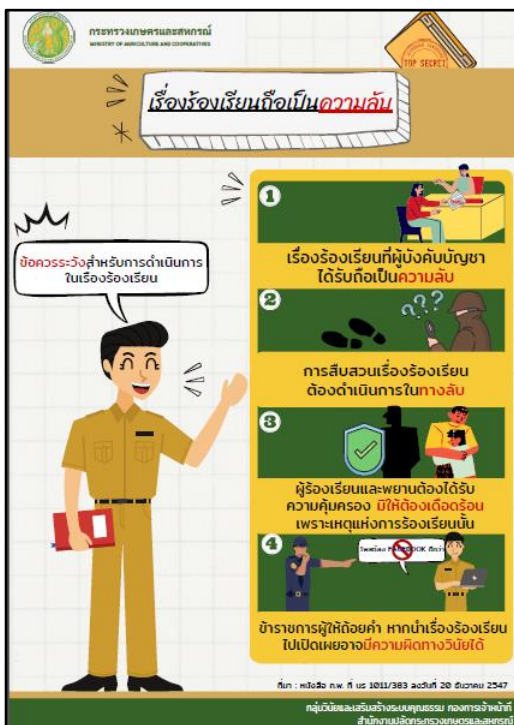 กระทรวงเกษตรและสหกรณ์
MINISTRY OF AGRICULTURE AND COOPERATIVES
TOP SECRET
เรื่องร้องเรียนถือเป็นความลับ
ข้อควรระวังสำหรับการดำเนินการ
ในเรื่องร้องเรียน
1
เรื่องร้องเรียนที่ผู้บังคับบัญชา
ได้รับถือเป็นความลับ
2
???
การสืบสวนเรื่องร้องเรียน
ต้องดำเนินการในทางลับ
3
ผู้ร้องเรียนและพยานต้องได้รับ
ความคุ้มครอง มิให้ต้องเดือดร้อน
เพราะเหตุแห่งการร้องเรียนนั้น
4
โพสต์ลง FACEBOOK ดีกว่า
ข้าราชการผู้ให้ถ้อยคำ หากนำเรื่องร้องเรียน
ไปเปิดเผยอาจมีความผิดทางวินัยได้
ที่มา : หนังสือ ก.พ. ที่ นร 1011/383 ลงวันที่ 20 ธันวาคม 2547
กลุ่มวินัยและเสริมสร้างระบบคุณธรรม กองการเจ้าหน้าที่
สำนักงานปลัดกระทรวงเกษตรและสหกรณ์